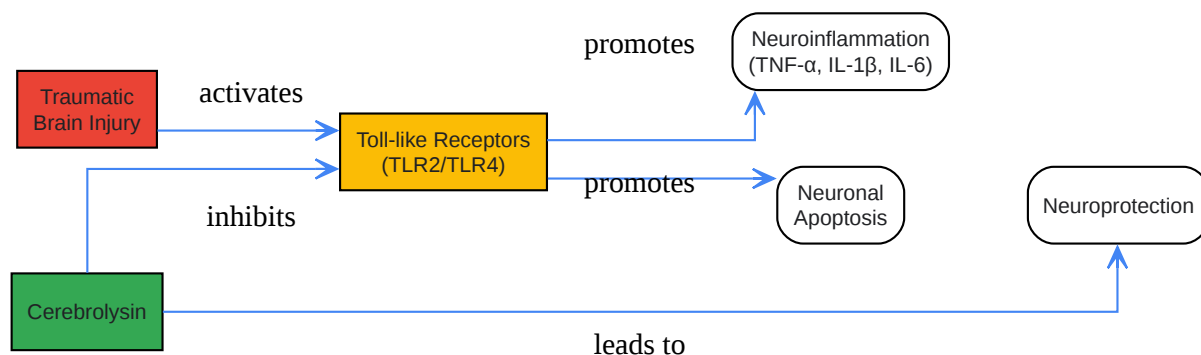 promotes
Neuroinflammation
(TNF-α, IL-1β, IL-6)
Traumatic
Brain Injury
activates
Toll-like Receptors
(TLR2/TLR4)
promotes
Neuronal
Apoptosis
Neuroprotection
inhibits
Cerebrolysin
leads to